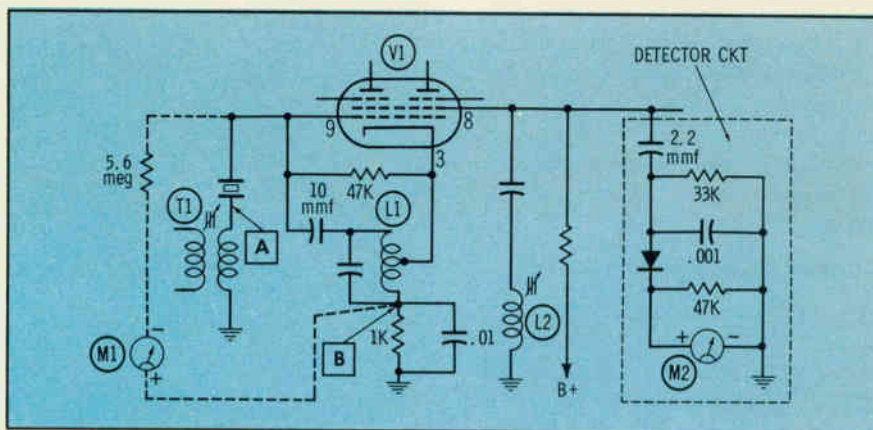 V1
DETECTOR CKT
9
8
3
5.6
meg
T1
A
10
mmf
47K
L1
2.2
mmf
33K
.001
47K
L2
M1
B
1K
.01
B+
M2
- 
+
+
-